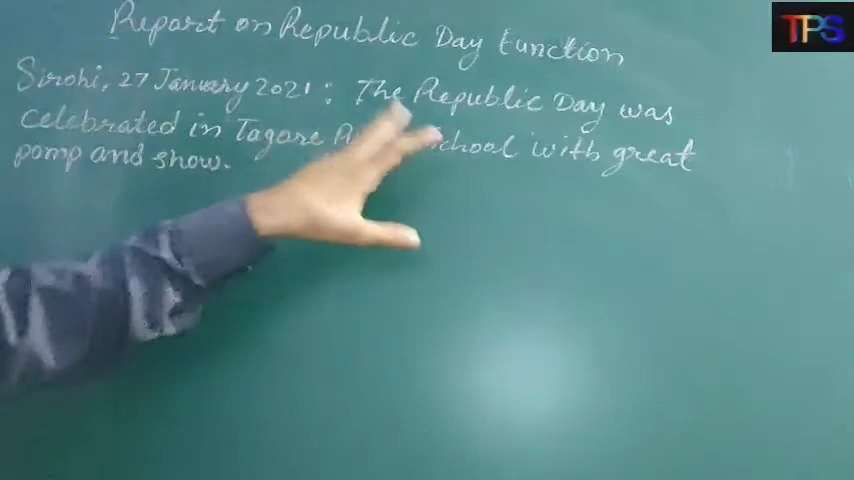 Report on Republic Day function
Sirohi, 27 January 2021 : The Republic Day was
celebrated in Tagore School with great
pomp and show.
TPS